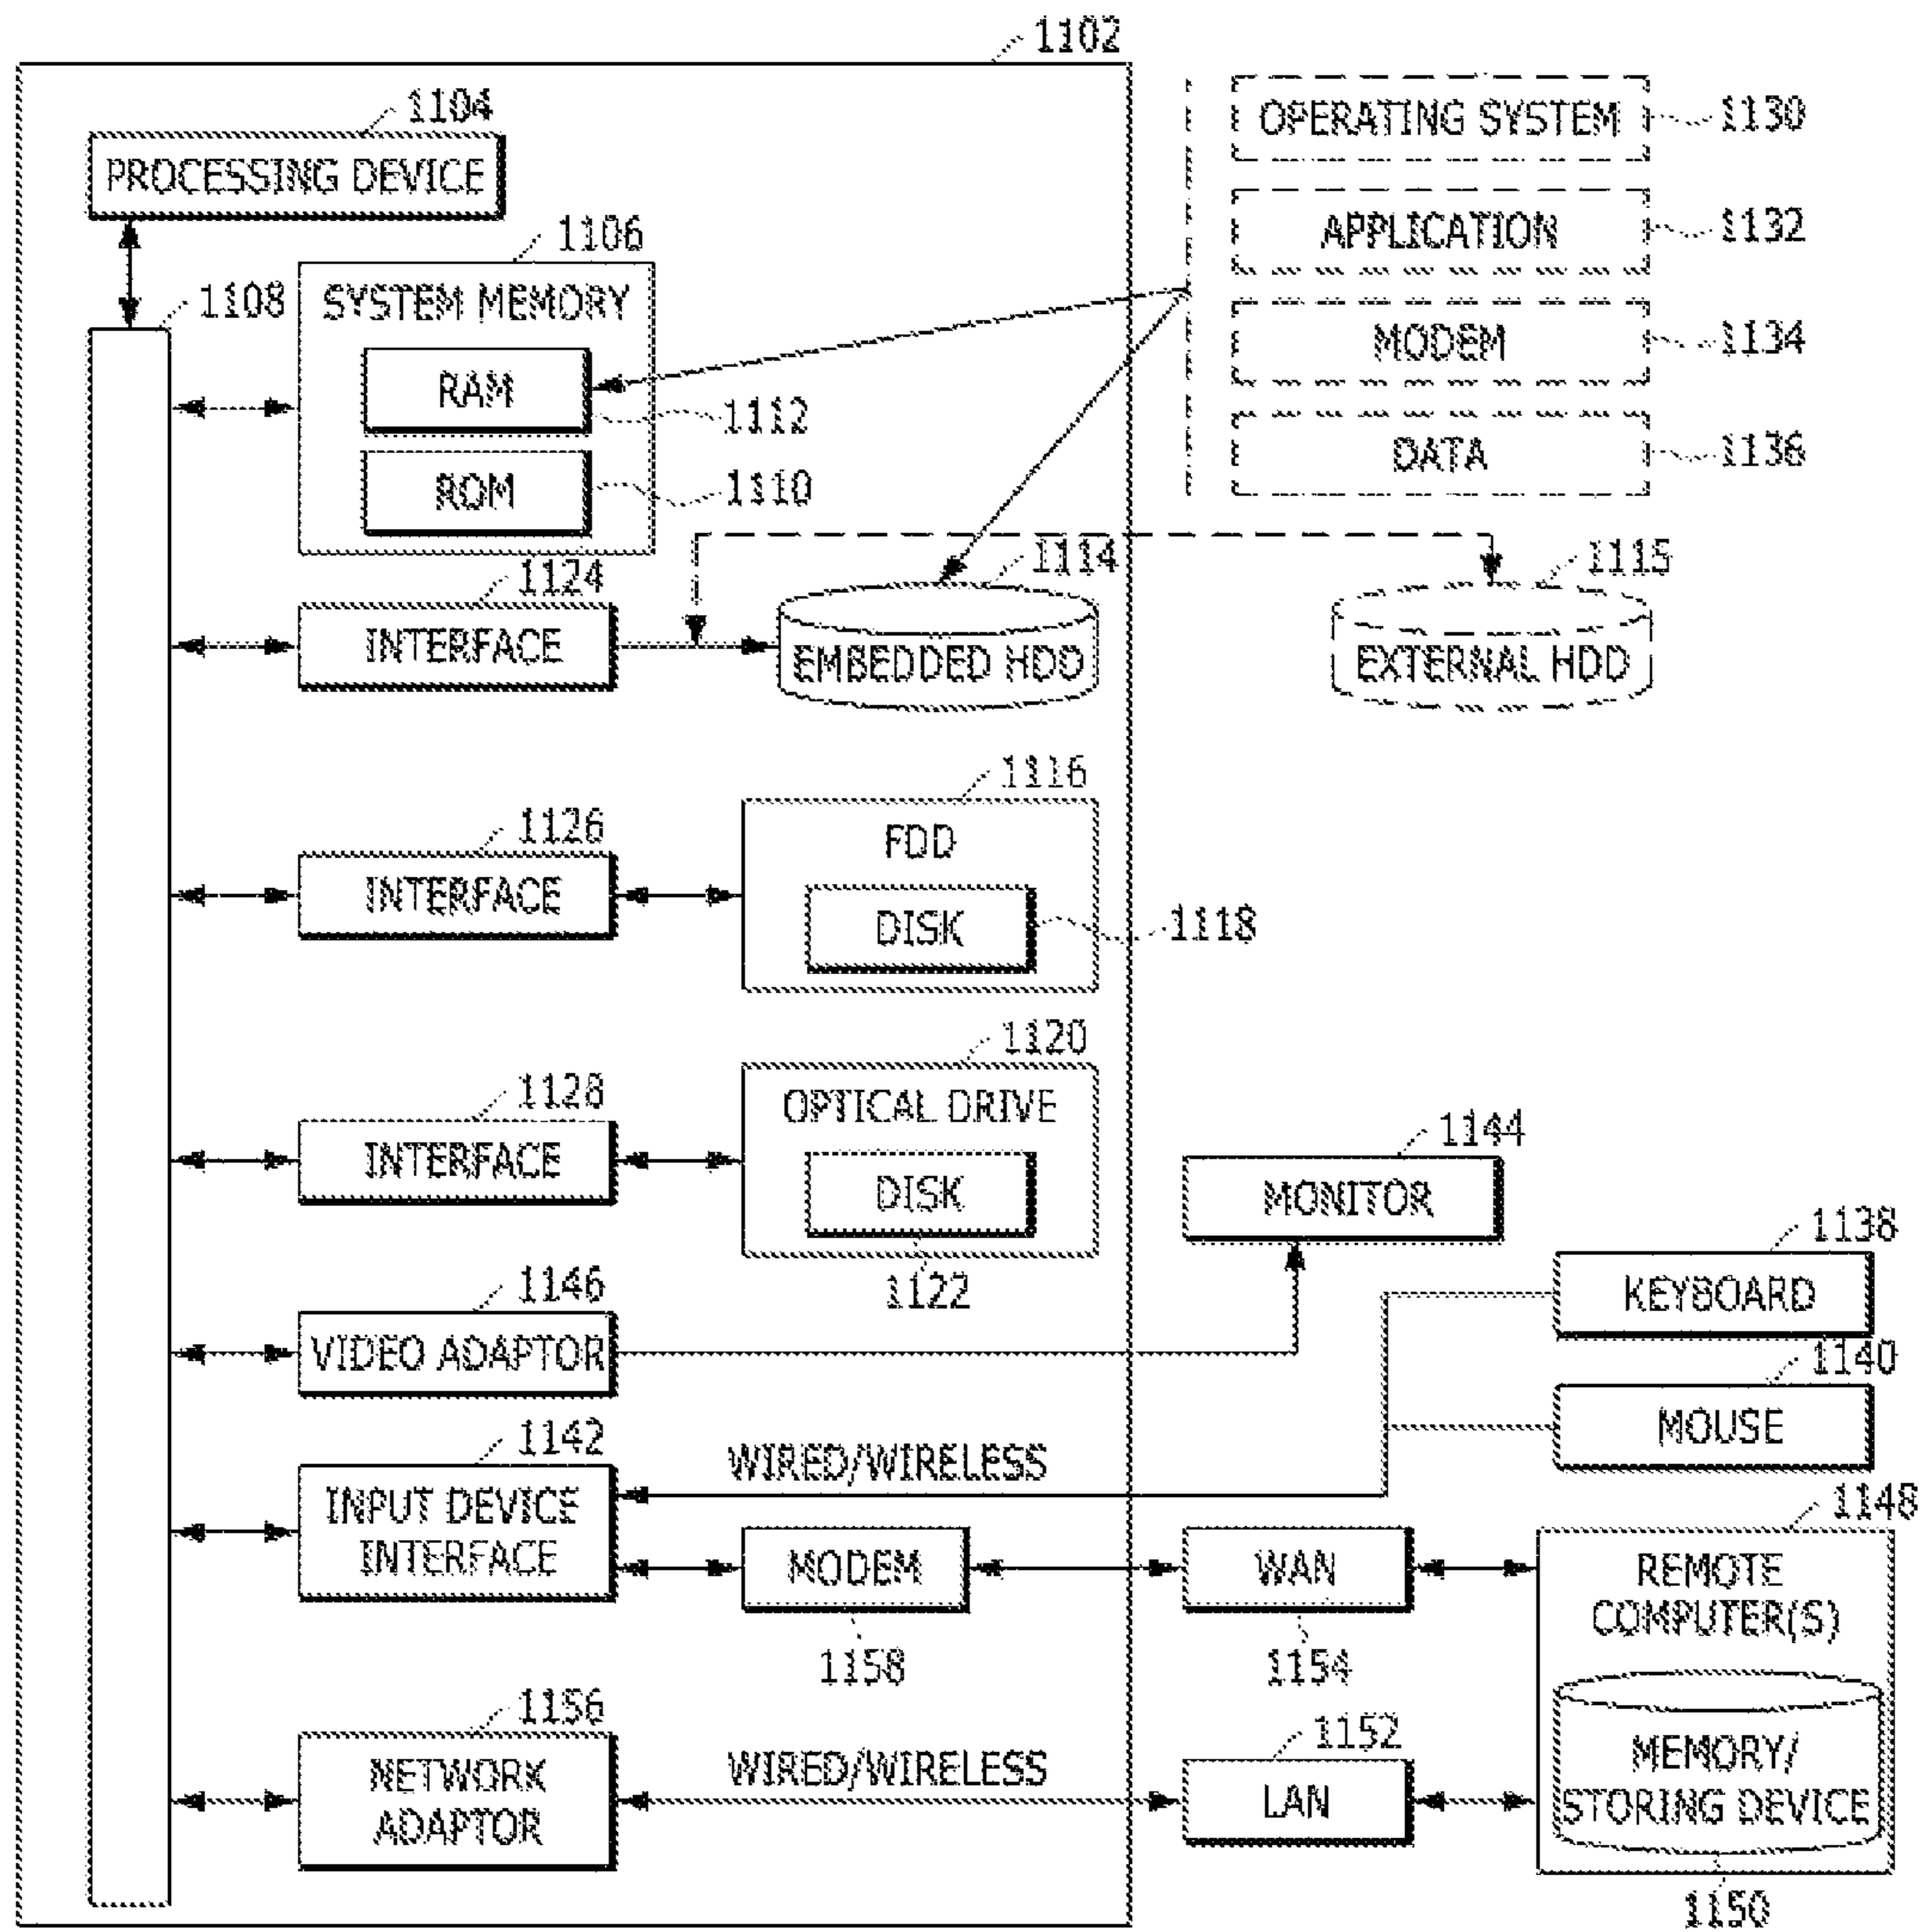 1102
1104
PROCESSING DEVICE
OPERATING SYSTEM
1130
APPLICATION
1132
MODEM
1134
DATA
1136
1106
SYSTEM MEMORY
1108
RAM
1112
ROM
1110
1124
INTERFACE
1114
EMBEDDED HDD
1115
EXTERNAL HDD
1126
INTERFACE
1116
FDD
DISK
1118
1128
INTERFACE
1120
OPTICAL DRIVE
DISK
1122
1144
MONITOR
1138
KEYBOARD
1146
VIDEO ADAPTOR
1140
MOUSE
1142
INPUT DEVICE
INTERFACE
WIRED/WIRELESS
MODEM
1158
WAN
1154
1148
REMOTE
COMPUTER(S)
MEMORY/
STORING DEVICE
1150
1156
NETWORK
ADAPTOR
WIRED/WIRELESS
1152
LAN